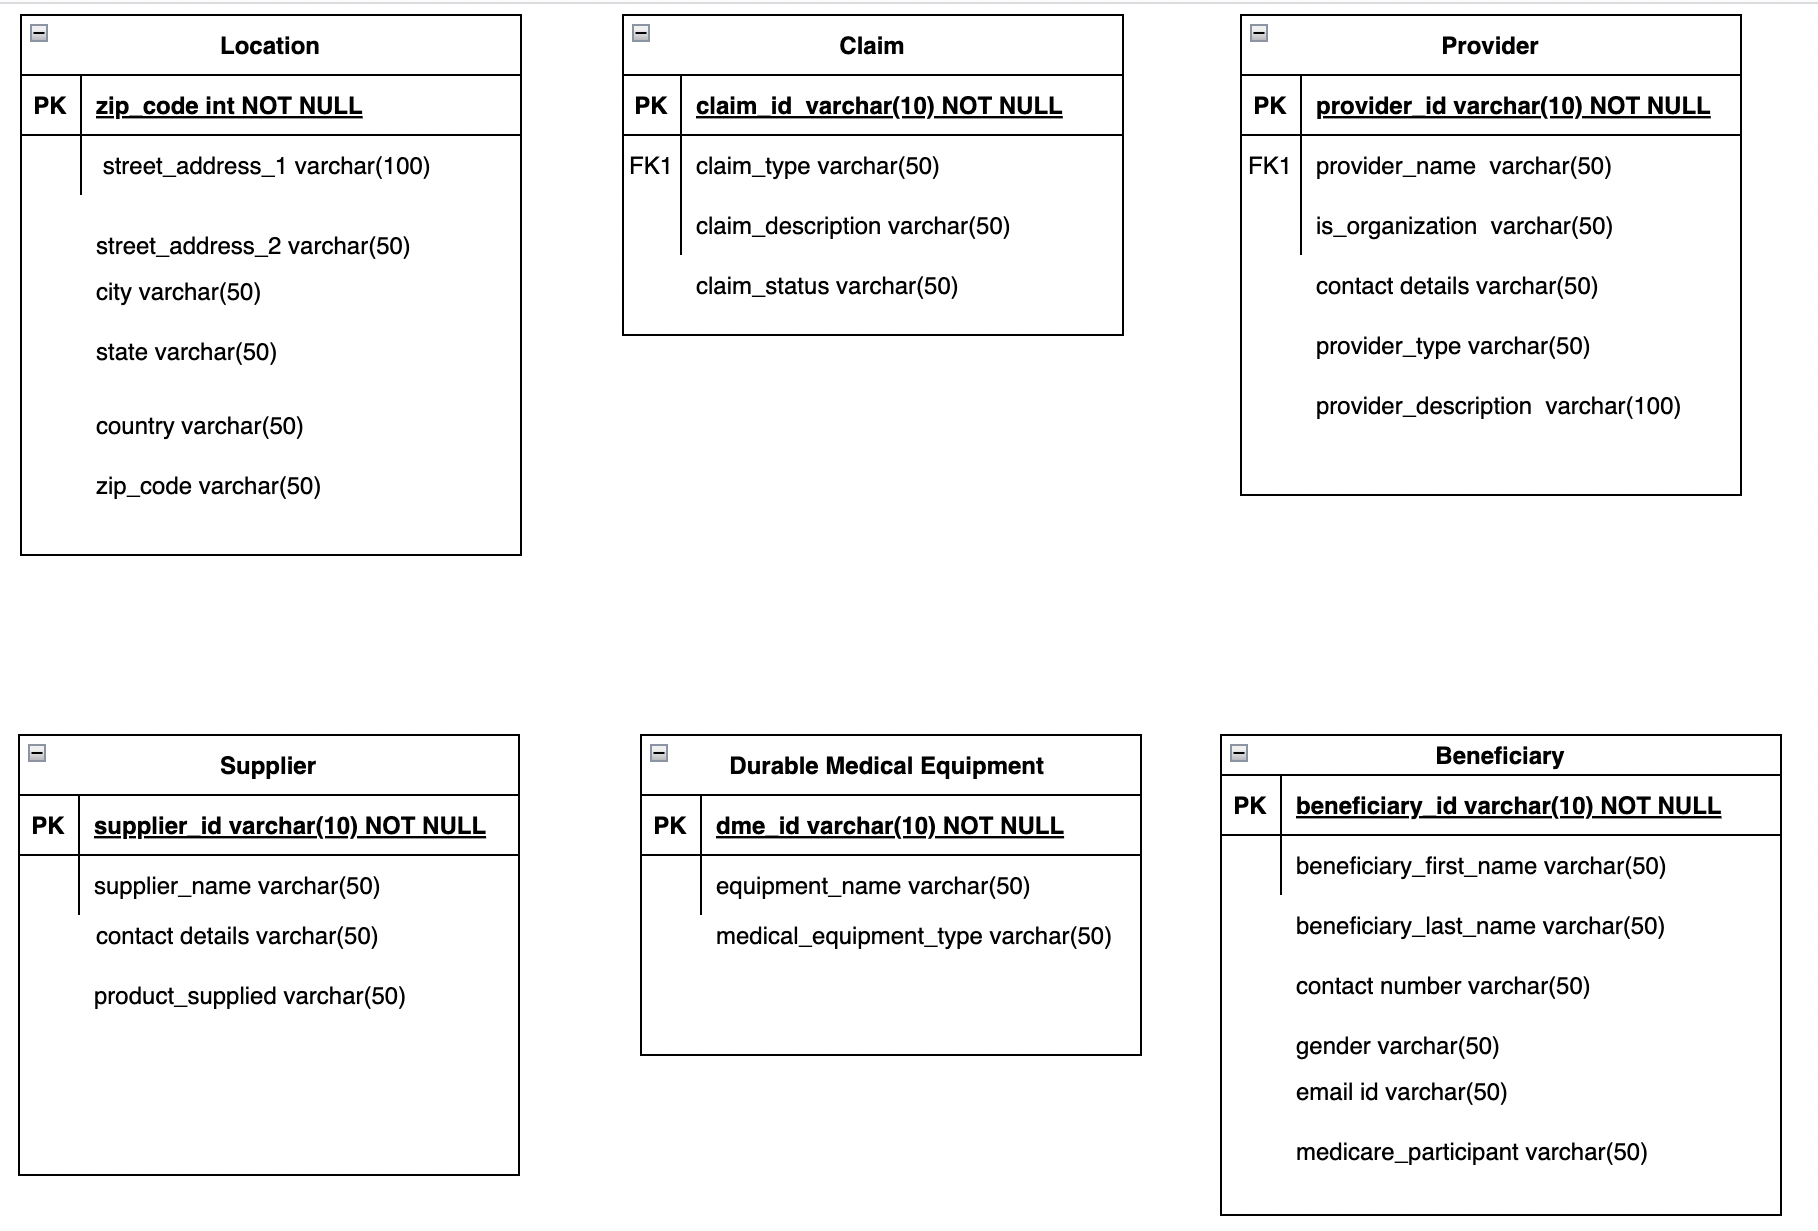 Location
PK zip_code int NOT NULL
street_address_1 varchar(100)
street_address_2 varchar(50)
city varchar(50)
state varchar(50)
country varchar(50)
zip_code varchar(50)
Claim
PK claim_id varchar(10) NOT NULL
FK1 claim_type varchar(50)
claim_description varchar(50)
claim_status varchar(50)
Provider
PK provider_id varchar(10) NOT NULL
FK1 provider_name varchar(50)
is_organization varchar(50)
contact details varchar(50)
provider_type varchar(50)
provider_description varchar(100)
Supplier
PK supplier_id varchar(10) NOT NULL
supplier_name varchar(50)
contact details varchar(50)
product_supplied varchar(50)
Durable Medical Equipment
PK dme_id varchar(10) NOT NULL
equipment_name varchar(50)
medical_equipment_type varchar(50)
Beneficiary
PK beneficiary_id varchar(10) NOT NULL
beneficiary_first_name varchar(50)
beneficiary_last_name varchar(50)
contact number varchar(50)
gender varchar(50)
email id varchar(50)
medicare_participant varchar(50)